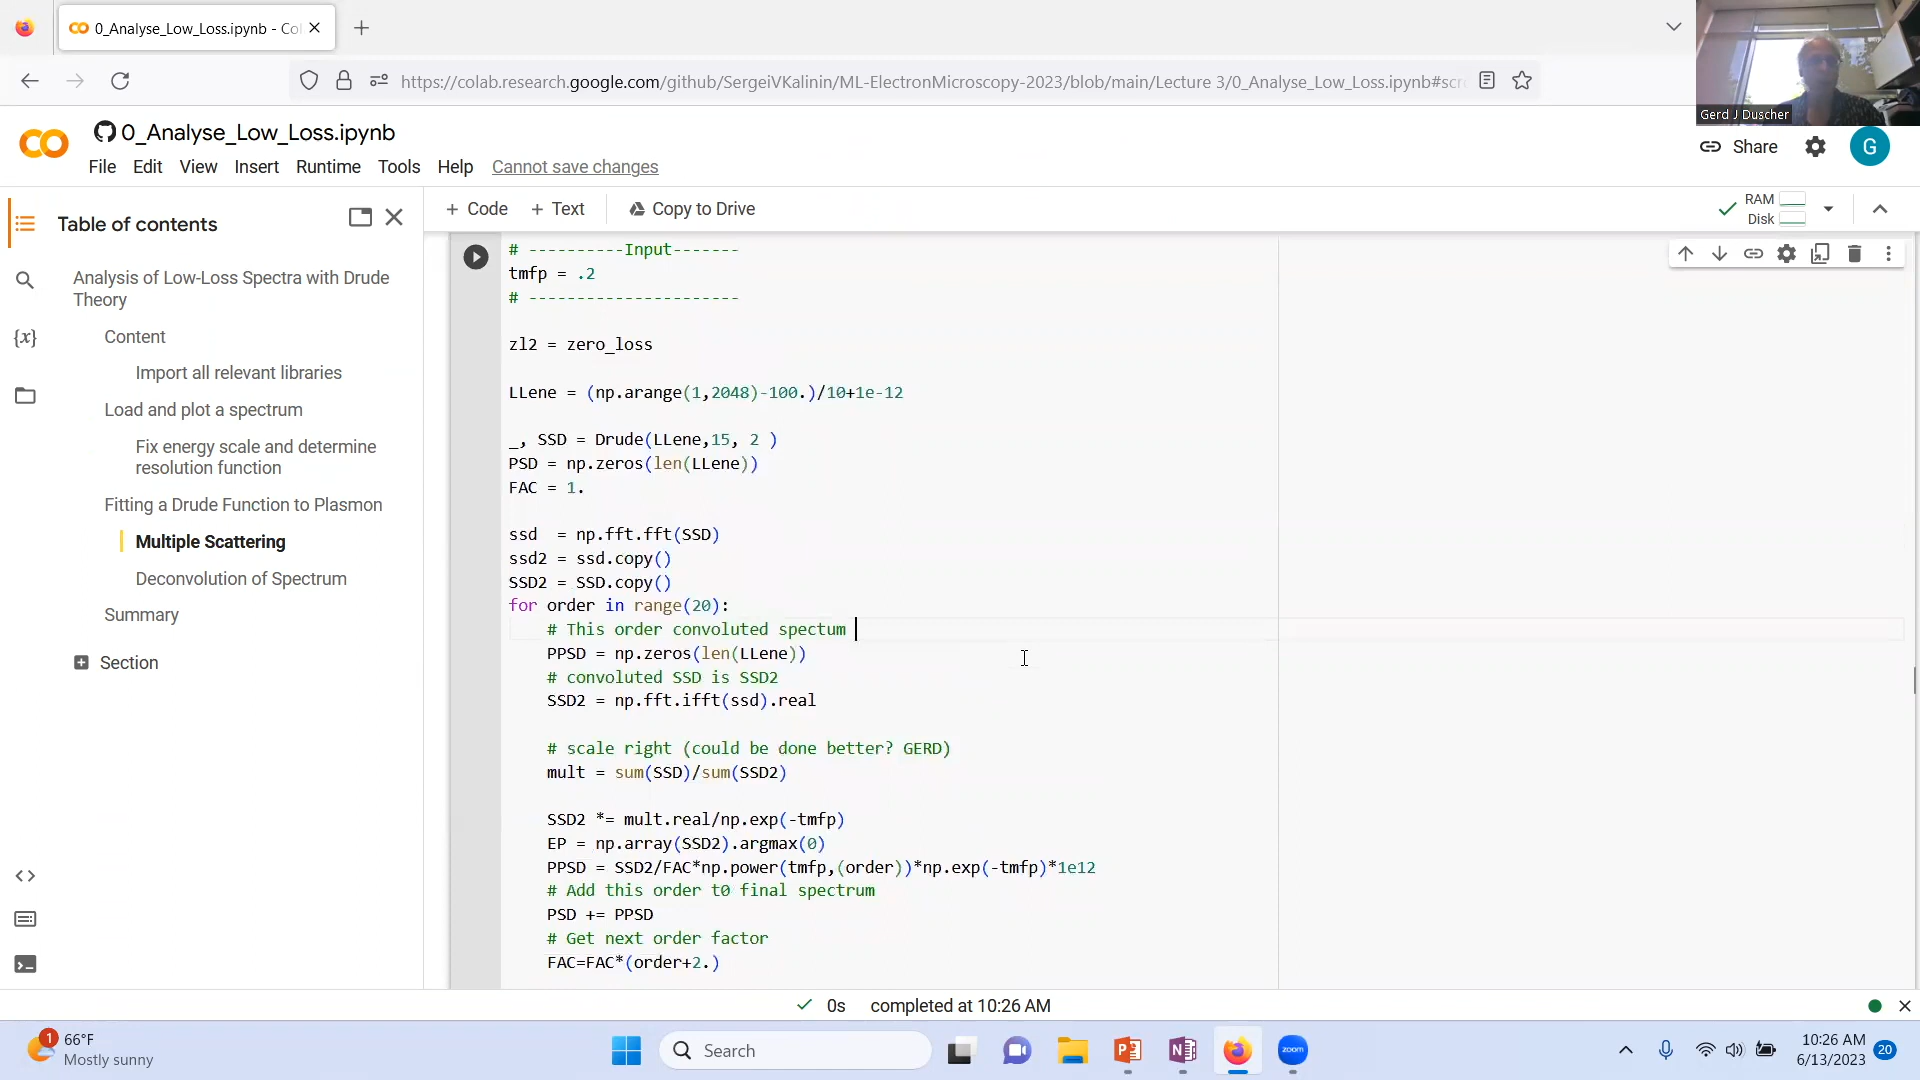 0_Analyse_Low_Loss.ipynb - Co
https://colab.research.google.com/github/SergeiVKalinin/ML-ElectronMicroscopy-2023/blob/main/Lecture 3/0_Analyse_Low_Loss.ipynb#scr
Gerd J Duscher
0_Analyse_Low_Loss.ipynb
Share
G
File Edit View Insert Runtime Tools Help Cannot save changes
+ Code + Text Copy to Drive
RAM
Disk
Table of contents
Analysis of Low-Loss Spectra with Drude
Theory
Content
Import all relevant libraries
Load and plot a spectrum
Fix energy scale and determine
resolution function
Fitting a Drude Function to Plasmon
Multiple Scattering
Deconvolution of Spectrum
Summary
Section
{x}
# ----------Input-------
tmfp = .2
# ----------------------
zl2 = zero_loss
LLene = (np.arange(1,2048)-100.)/10+1e-12
_, SSD = Drude(LLene,15, 2 )
PSD = np.zeros(len(LLene))
FAC = 1.
ssd  = np.fft.fft(SSD)
ssd2 = ssd.copy()
SSD2 = SSD.copy()
for order in range(20):
    # This order convoluted spectum
    PPSD = np.zeros(len(LLene))
    # convoluted SSD is SSD2
    SSD2 = np.fft.ifft(ssd).real
    # scale right (could be done better? GERD)
    mult = sum(SSD)/sum(SSD2)
    SSD2 *= mult.real/np.exp(-tmfp)
    EP = np.array(SSD2).argmax(0)
    PPSD = SSD2/FAC*np.power(tmfp,(order))*np.exp(-tmfp)*1e12
    # Add this order t0 final spectrum
    PSD += PPSD
    # Get next order factor
    FAC=FAC*(order+2.)
0s completed at 10:26 AM
1
66°F
Mostly sunny
Search
zoom
10:26 AM
6/13/2023
20